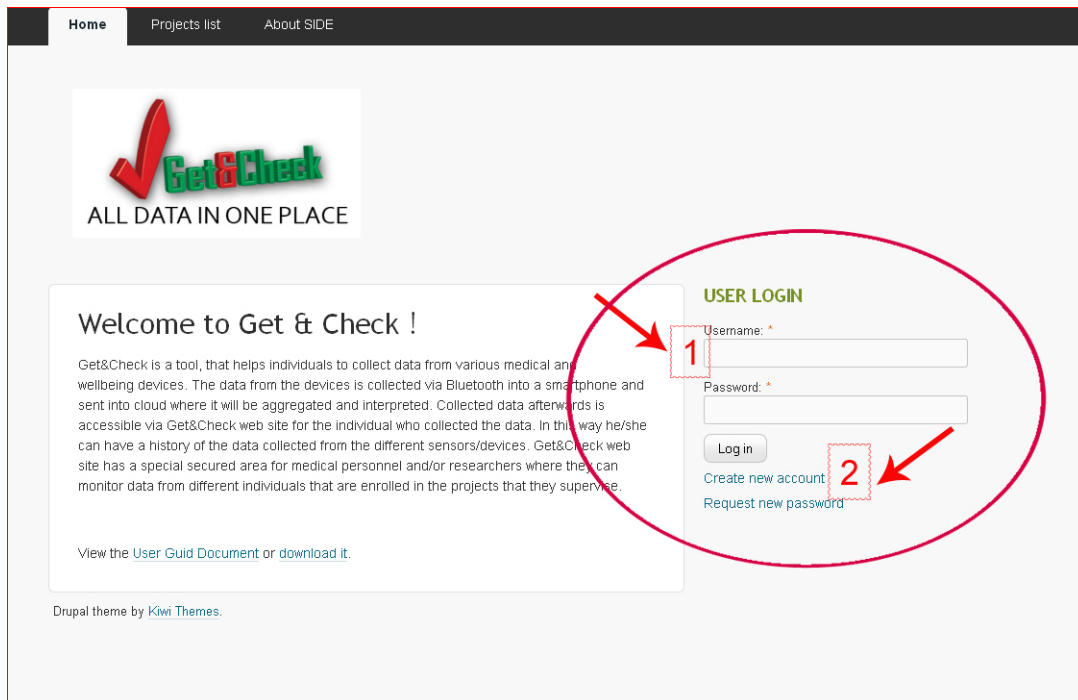 Home Projects list About SIDE
Get&Check
ALL DATA IN ONE PLACE
Welcome to Get & Check !
Get&Check is a tool, that helps individuals to collect data from various medical and
wellbeing devices. The data from the devices is collected via Bluetooth into a smartphone and
sent into cloud where it will be aggregated and interpreted. Collected data afterwards is
accessible via Get&Check web site for the individual who collected the data. In this way he/she
can have a history of the data collected from the different sensors/devices. Get&Check web
site has a special secured area for medical personnel and/or researchers where they can
monitor data from different individuals that are enrolled in the projects that they supervise.
View the User Guid Document or download it.
Drupal theme by Kiwi Themes.
USER LOGIN
Username: *
1
Password: *
Log in
Create new account
2
Request new password